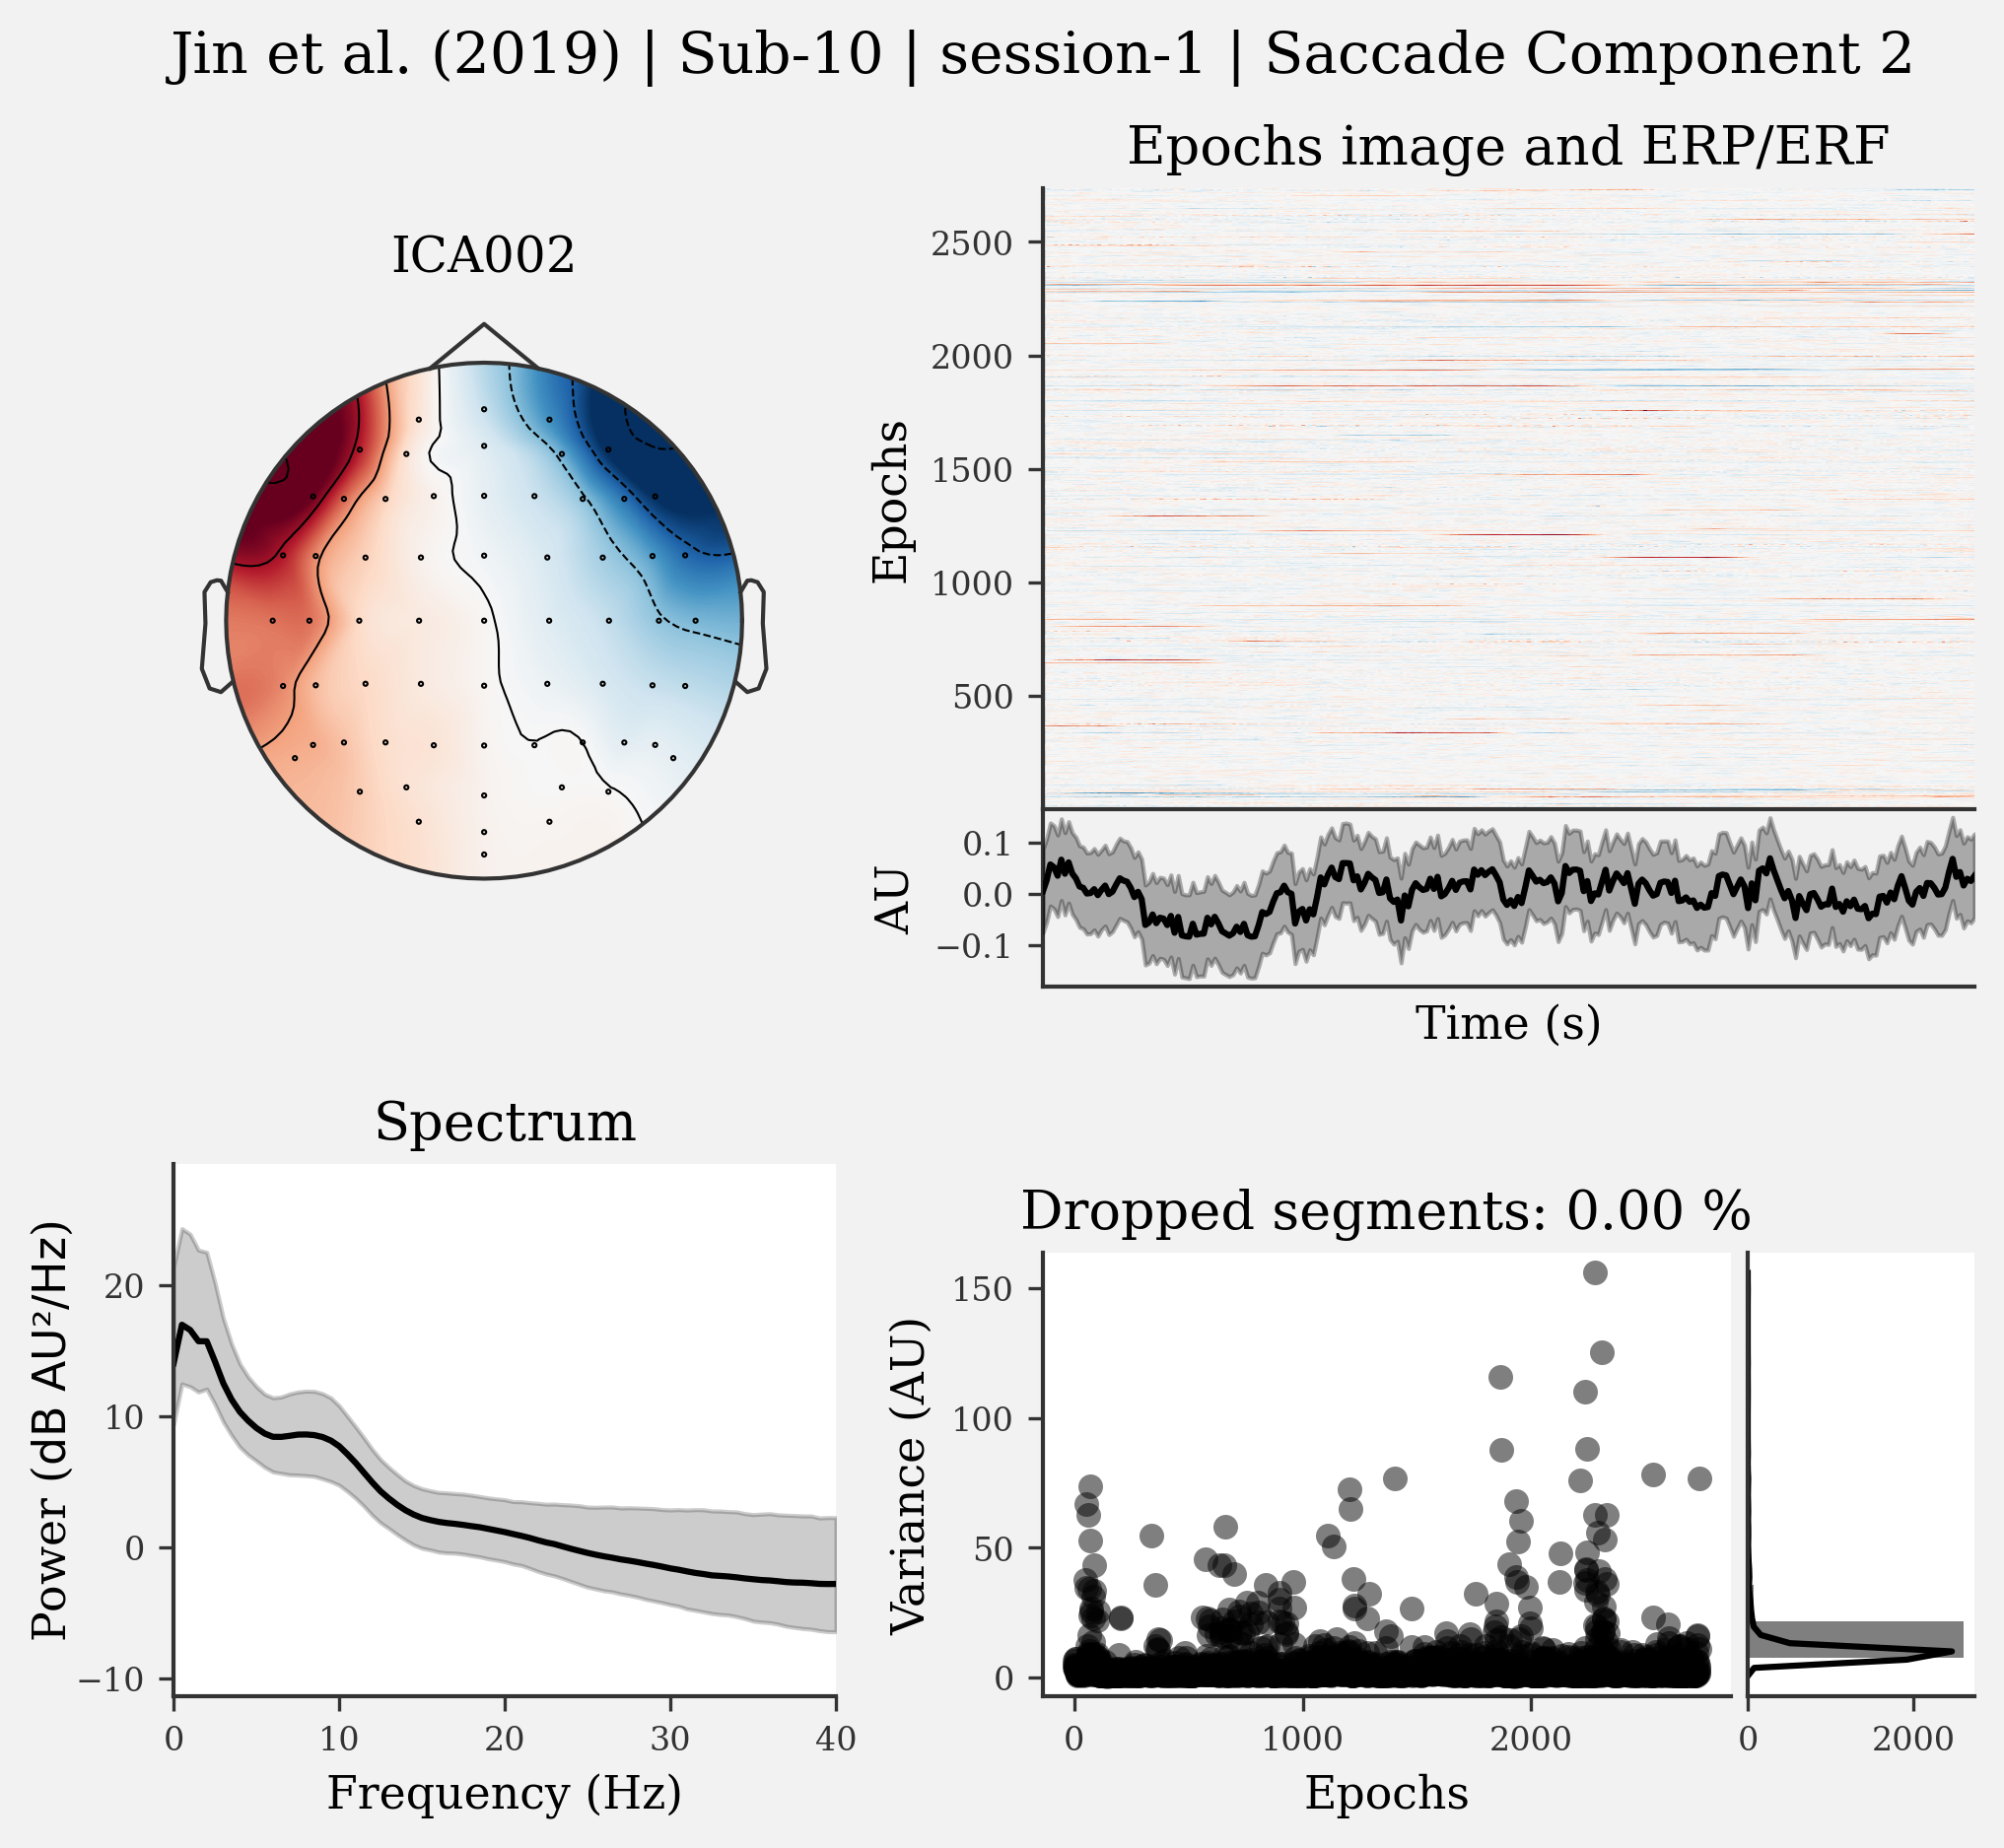 Jin et al. (2019) | Sub-10 | session-1 | Saccade Component 2
ICA002
Epochs image and ERP/ERF
Epochs
2500
2000
1500
1000
500
AU
0.1
0.0
−0.1
Time (s)
Spectrum
Power (dB AU²/Hz)
20
10
0
−10
0 10 20 30 40
Frequency (Hz)
Dropped segments: 0.00 %
Variance (AU)
150
100
50
0
0 1000 2000
0 2000
Epochs